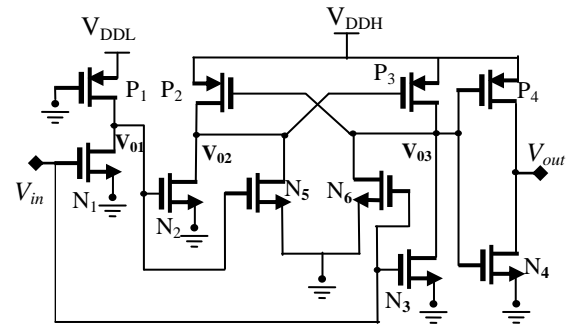 V_DDL
V_DDH
P_1
P_2
P_3
P_4
V_01
V_02
V_03
V_in
V_out
N_1
N_2
N_5
N_6
N_3
N_4